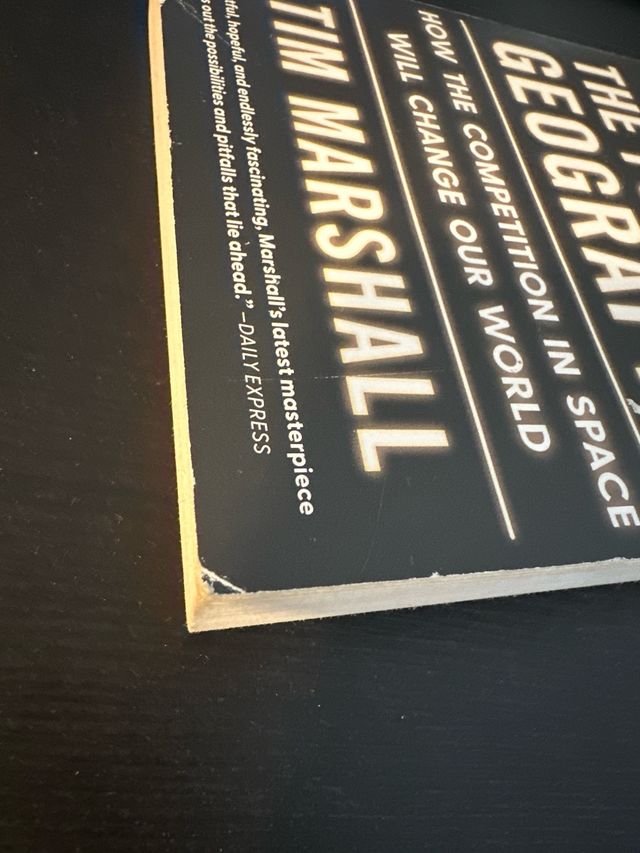 THE
GEOGRA
HOW THE COMPETITION IN SPACE
WILL CHANGE OUR WORLD
TIM MARSHALL
tful, hopeful, and endlessly fascinating, Marshall's latest masterpiece
s out the possibilities and pitfalls that lie ahead." –DAILY EXPRESS